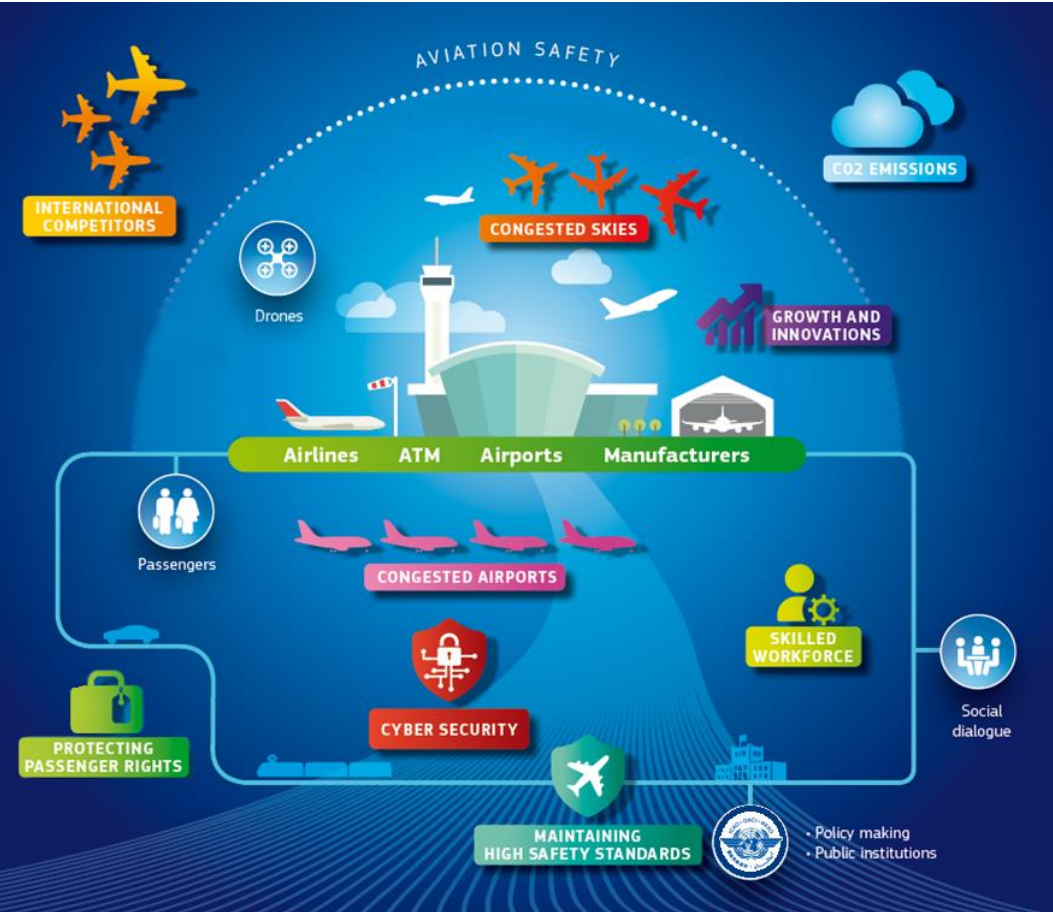 AVIATION SAFETY
INTERNATIONAL
COMPETITORS
CO2 EMISSIONS
CONGESTED SKIES
Drones
GROWTH AND
INNOVATIONS
Airlines ATM Airports Manufacturers
Passengers
CONGESTED AIRPORTS
SKILLED
WORKFORCE
CYBER SECURITY
Social
dialogue
PROTECTING
PASSENGER RIGHTS
MAINTAINING
HIGH SAFETY STANDARDS
• Policy making
• Public institutions